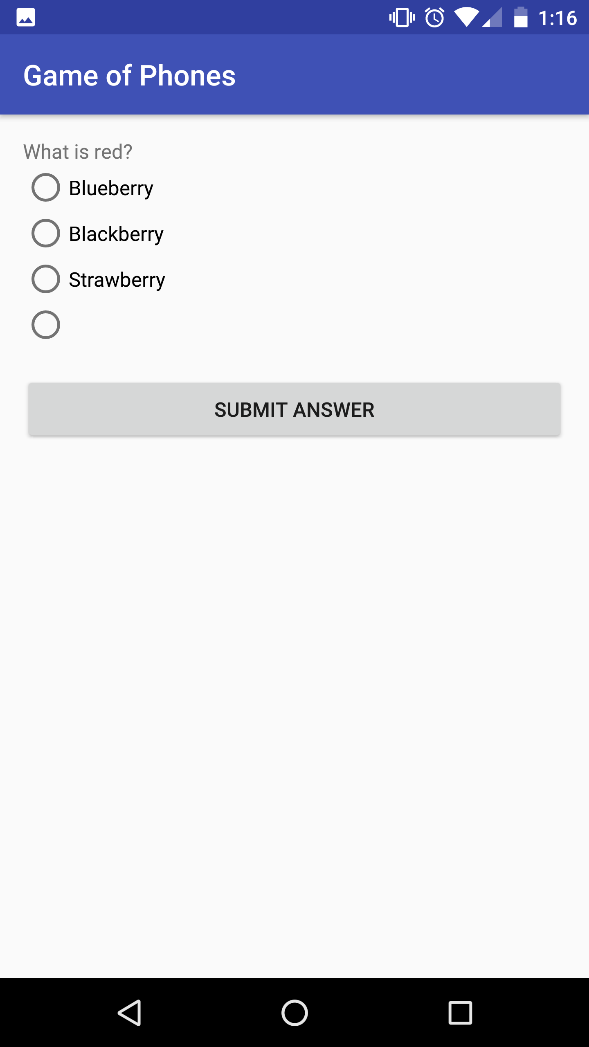 1:16
Game of Phones
What is red?
Blueberry
Blackberry
Strawberry
SUBMIT ANSWER